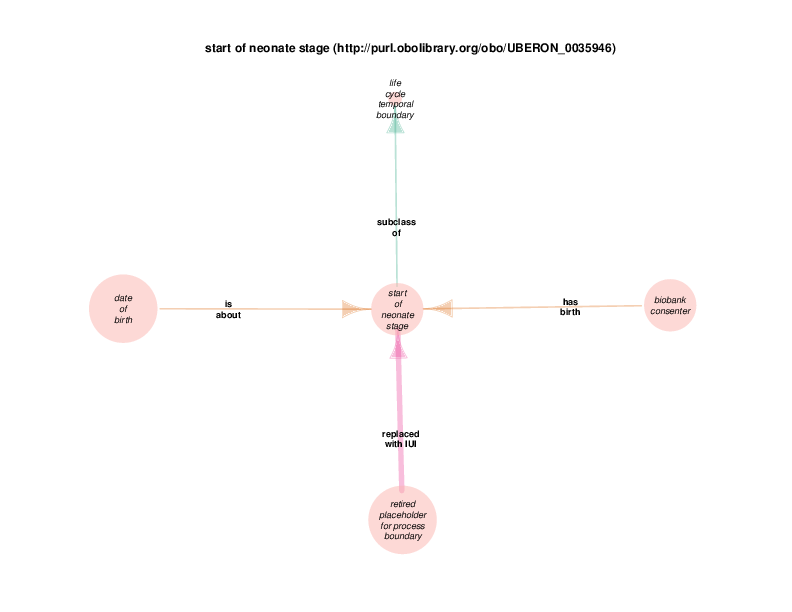 start of neonate stage (http://purl.obolibrary.org/obo/UBERON_0035946)
life
cycle
temporal
boundary
subclass
of
date
of
birth
is
about
start
of
neonate
stage
has
birth
biobank
consenter
replaced
with IUI
retired
placeholder
for process
boundary